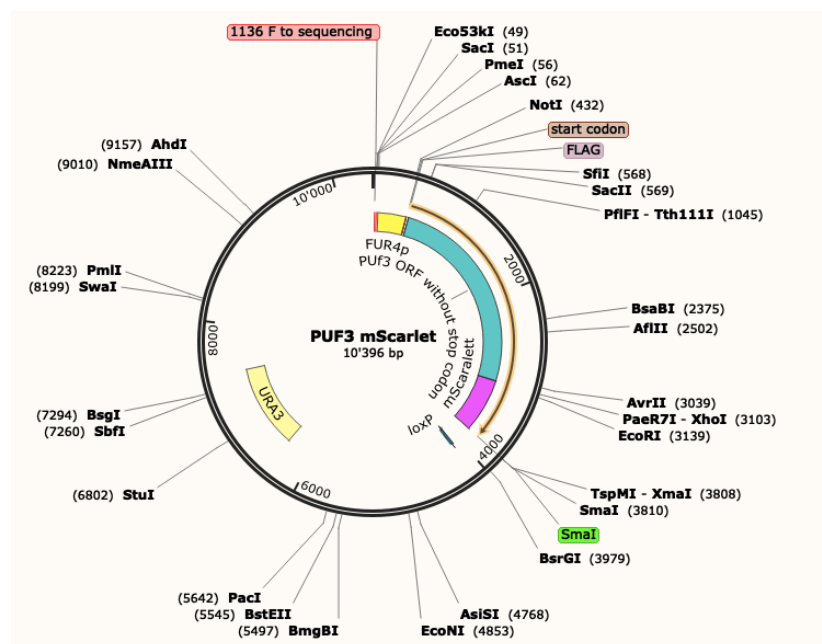 1136 F to sequencing
Eco53kI (49)
SacI (51)
PmeI (56)
AscI (62)
NotI (432)
start codon
FLAG
SfiI (568)
SacII (569)
PflFI - Tth111I (1045)
(9157) AhdI
(9010) NmeAIII
10'000
2000
FUR4p
PUf3 ORF without stop codon
(8223) PmlI
(8199) SwaI
8000
BsaBI (2375)
AflII (2502)
PUF3 mScarlet
10'396 bp
mScaralett
URA3
loxP
AvrII (3039)
PaeR7I - XhoI (3103)
EcoRI (3139)
(7294) BsgI
(7260) SbfI
4000
(6802) StuI
6000
TspMI - XmaI (3808)
SmaI (3810)
SmaI
BsrGI (3979)
(5642) PacI
(5545) BstEII
(5497) BmgBI
AsiSI (4768)
EcoNI (4853)